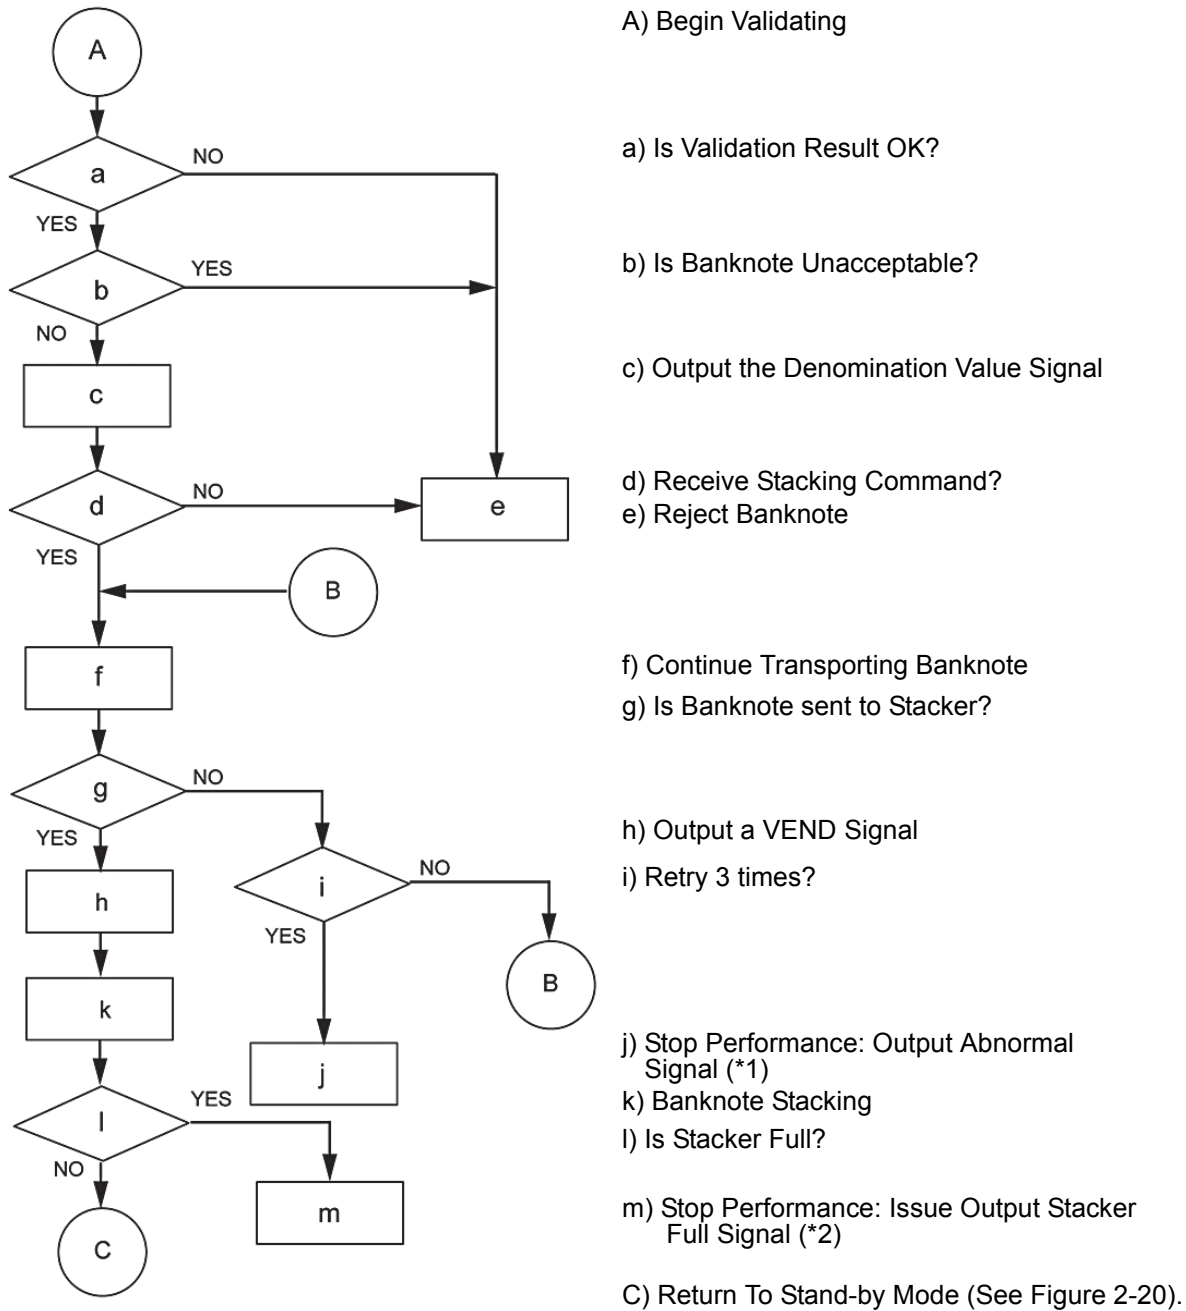 A
A) Begin Validating
NO
a
a) Is Validation Result OK?
YES
YES
b
b) Is Banknote Unacceptable?
NO
c
c) Output the Denomination Value Signal
NO
d
d) Receive Stacking Command?
e
e) Reject Banknote
YES
B
f
f) Continue Transporting Banknote
g) Is Banknote sent to Stacker?
NO
g
YES
h) Output a VEND Signal
NO
i
i) Retry 3 times?
h
YES
B
k
j) Stop Performance: Output Abnormal
Signal (*1)
j
YES
k) Banknote Stacking
l
l) Is Stacker Full?
NO
m
m) Stop Performance: Issue Output Stacker
Full Signal (*2)
C
C) Return To Stand-by Mode (See Figure 2-20).